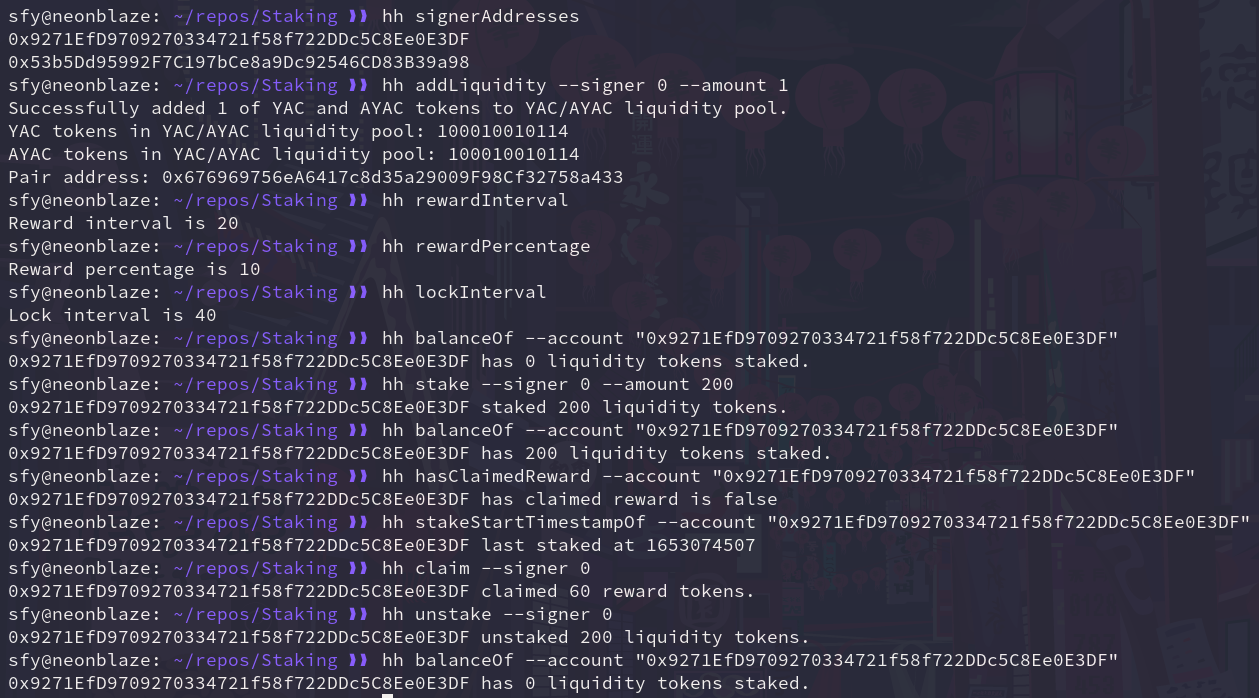 sfy@neonblaze: ~/repos/Staking ❱❱ hh signerAddresses
0x9271EfD9709270334721f58f722DDc5C8Ee0E3DF
0x53b5Dd95992F7C197bCe8a9Dc92546CD83B39a98
sfy@neonblaze: ~/repos/Staking ❱❱ hh addLiquidity --signer 0 --amount 1
Successfully added 1 of YAC and AYAC tokens to YAC/AYAC liquidity pool.
YAC tokens in YAC/AYAC liquidity pool: 100010010114
AYAC tokens in YAC/AYAC liquidity pool: 100010010114
Pair address: 0x676969756eA6417c8d35a29009F98Cf32758a433
sfy@neonblaze: ~/repos/Staking ❱❱ hh rewardInterval
Reward interval is 20
sfy@neonblaze: ~/repos/Staking ❱❱ hh rewardPercentage
Reward percentage is 10
sfy@neonblaze: ~/repos/Staking ❱❱ hh lockInterval
Lock interval is 40
sfy@neonblaze: ~/repos/Staking ❱❱ hh balanceOf --account "0x9271EfD9709270334721f58f722DDc5C8Ee0E3DF"
0x9271EfD9709270334721f58f722DDc5C8Ee0E3DF has 0 liquidity tokens staked.
sfy@neonblaze: ~/repos/Staking ❱❱ hh stake --signer 0 --amount 200
0x9271EfD9709270334721f58f722DDc5C8Ee0E3DF staked 200 liquidity tokens.
sfy@neonblaze: ~/repos/Staking ❱❱ hh balanceOf --account "0x9271EfD9709270334721f58f722DDc5C8Ee0E3DF"
0x9271EfD9709270334721f58f722DDc5C8Ee0E3DF has 200 liquidity tokens staked.
sfy@neonblaze: ~/repos/Staking ❱❱ hh hasClaimedReward --account "0x9271EfD9709270334721f58f722DDc5C8Ee0E3DF"
0x9271EfD9709270334721f58f722DDc5C8Ee0E3DF has claimed reward is false
sfy@neonblaze: ~/repos/Staking ❱❱ hh stakeStartTimestampOf --account "0x9271EfD9709270334721f58f722DDc5C8Ee0E3DF"
0x9271EfD9709270334721f58f722DDc5C8Ee0E3DF last staked at 1653074507
sfy@neonblaze: ~/repos/Staking ❱❱ hh claim --signer 0
0x9271EfD9709270334721f58f722DDc5C8Ee0E3DF claimed 60 reward tokens.
sfy@neonblaze: ~/repos/Staking ❱❱ hh unstake --signer 0
0x9271EfD9709270334721f58f722DDc5C8Ee0E3DF unstaked 200 liquidity tokens.
sfy@neonblaze: ~/repos/Staking ❱❱ hh balanceOf --account "0x9271EfD9709270334721f58f722DDc5C8Ee0E3DF"
0x9271EfD9709270334721f58f722DDc5C8Ee0E3DF has 0 liquidity tokens staked.